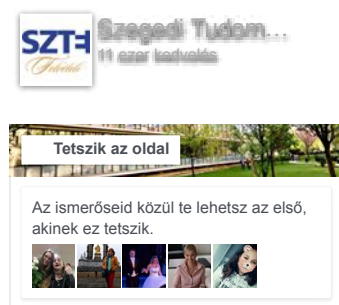 SZTE
Felvételi
Szegedi Tudom...
11 ezer kedvelés
Tetszik az oldal
Az ismerőseid közül te lehetsz az első,
akinek ez tetszik.